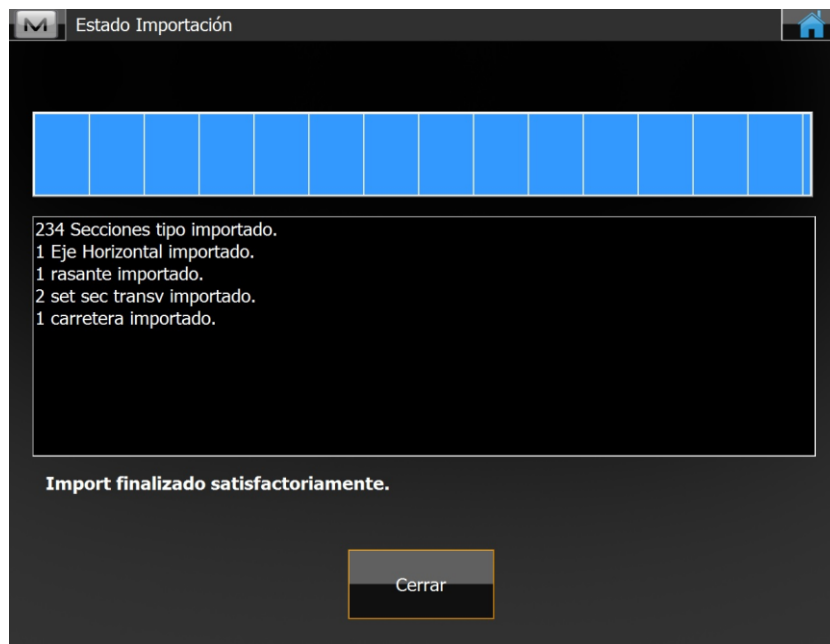 M Estado Importación
234 Secciones tipo importado.
1 Eje Horizontal importado.
1 rasante importado.
2 set sec transv importado.
1 carretera importado.
Import finalizado satisfactoriamente.
Cerrar